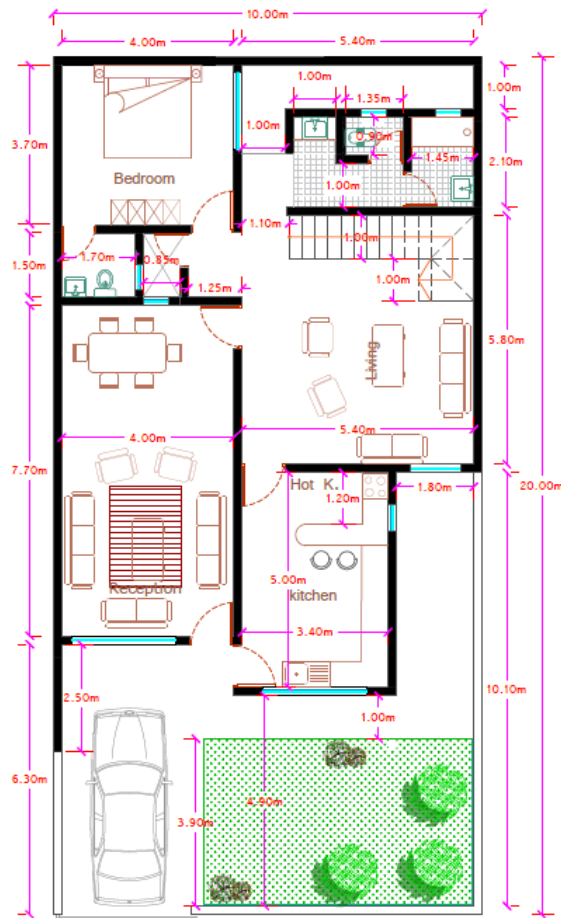 10.00m
4.00m
5.40m
1.00m
1.35m
1.00m
3.70m
1.00m
0.90m
1.45m
2.10m
Bedroom
1.00m
1.10m
1.00m
1.50m
1.70m
0.85m
1.25m
1.00m
5.80m
Living
4.00m
5.40m
7.70m
Hot K.
1.20m
1.80m
20.00m
Reception
5.00m
kitchen
3.40m
2.50m
10.10m
1.00m
6.30m
4.90m
3.90m